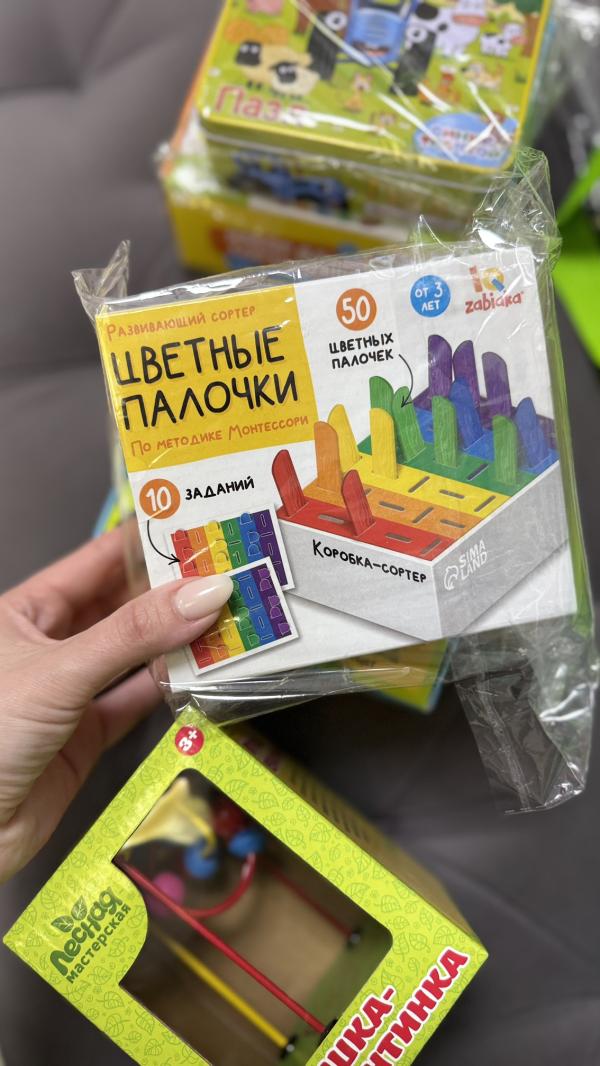 Пазл
Развивающий сортер
ЦВЕТНЫЕ
ПАЛОЧКИ
По методике Монтессори
50
ЦВЕТНЫХ
ПАЛОЧЕК
ОТ 3
ЛЕТ
IQ
zabiaka
10 ЗАДАНИЙ
Коробка-сортер
SIMA
LAND
3+
Лесная
мастерская